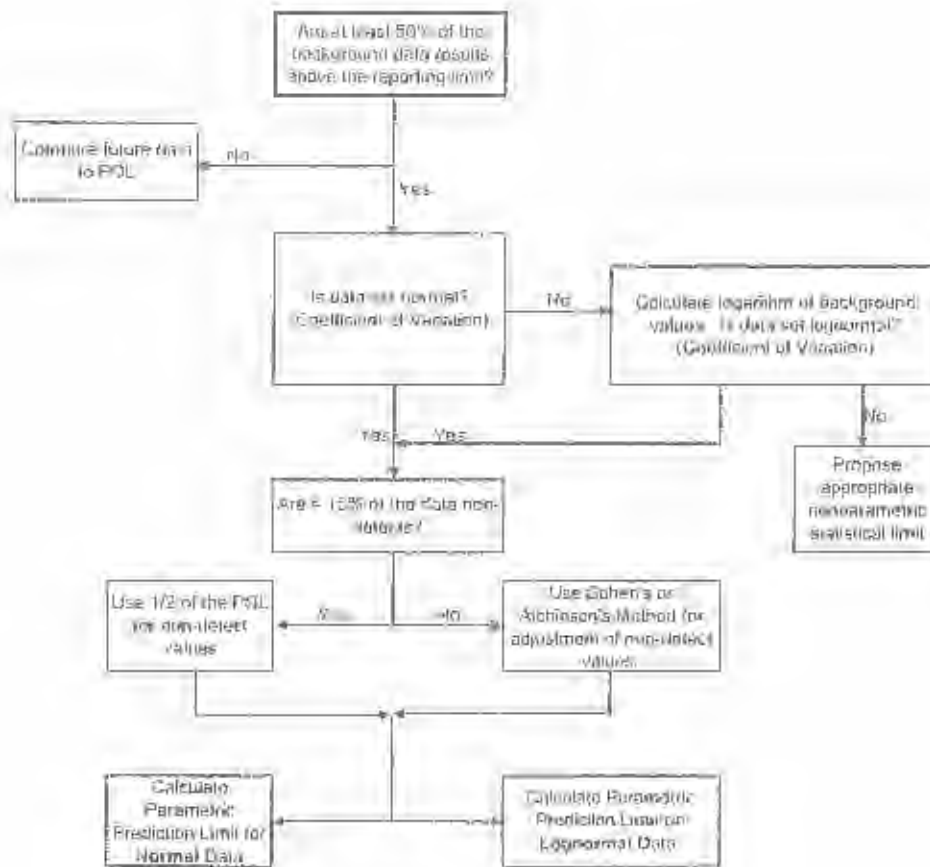 Are at least 50% of the
background data results
above the reporting limit?
Compare future data
to PQL
No
Yes
Is data set normal?
(Coefficient of Variation)
No
Calculate logarithm of background
values. Is data set lognormal?
(Coefficient of Variation)
Yes
Yes
No
Propose
appropriate
nonparametric
statistical limit
Are 15% of the data non-
detects?
Use 1/2 of the PQL
for non-detect
values
Yes
No
Use Cohen's or
Aitchinson's Method for
adjustment of non-detect
values
Calculate
Parametric
Prediction Limit for
Normal Data
Calculate Parametric
Prediction Limit for
Lognormal Data